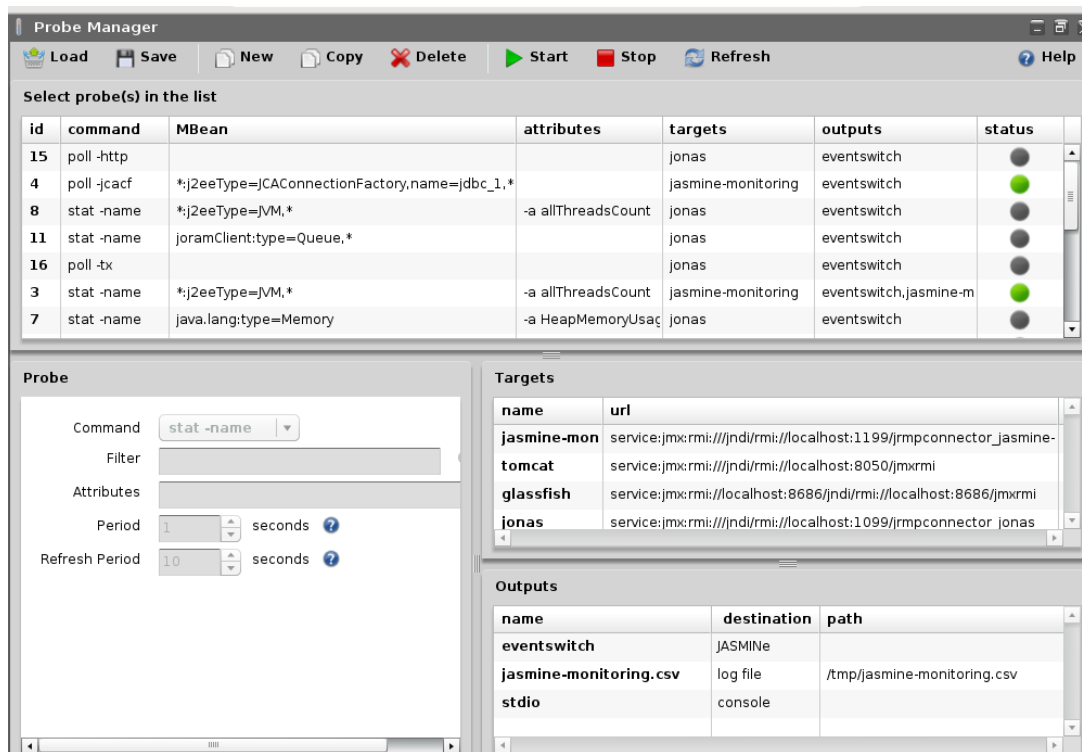 Probe Manager
Load Save New Copy Delete Start Stop Refresh Help
Select probe(s) in the list
id command MBean attributes targets outputs status
15 poll -http jonas eventswitch
4 poll -jcacf *:j2eeType=JCAConnectionFactory,name=jdbc_1,* jasmine-monitoring eventswitch
8 stat -name *:j2eeType=JVM,* -a allThreadsCount jonas eventswitch
11 stat -name joramClient:type=Queue,* jonas eventswitch
16 poll -tx jonas eventswitch
3 stat -name *:j2eeType=JVM,* -a allThreadsCount jasmine-monitoring eventswitch,jasmine-m
7 stat -name java.lang:type=Memory -a HeapMemoryUsag jonas eventswitch
Probe
Command stat -name
Filter
Attributes
Period 1 seconds
Refresh Period 10 seconds
Targets
name url
jasmine-mon service:jmx:rmi:///jndi/rmi://localhost:1199/jrmpconnector_jasmine-
tomcat service:jmx:rmi:///jndi/rmi://localhost:8050/jmxrmi
glassfish service:jmx:rmi://localhost:8686/jndi/rmi://localhost:8686/jmxrmi
jonas service:jmx:rmi:///jndi/rmi://localhost:1099/jrmpconnector_jonas
Outputs
name destination path
eventswitch JASMINe
jasmine-monitoring.csv log file /tmp/jasmine-monitoring.csv
stdio console